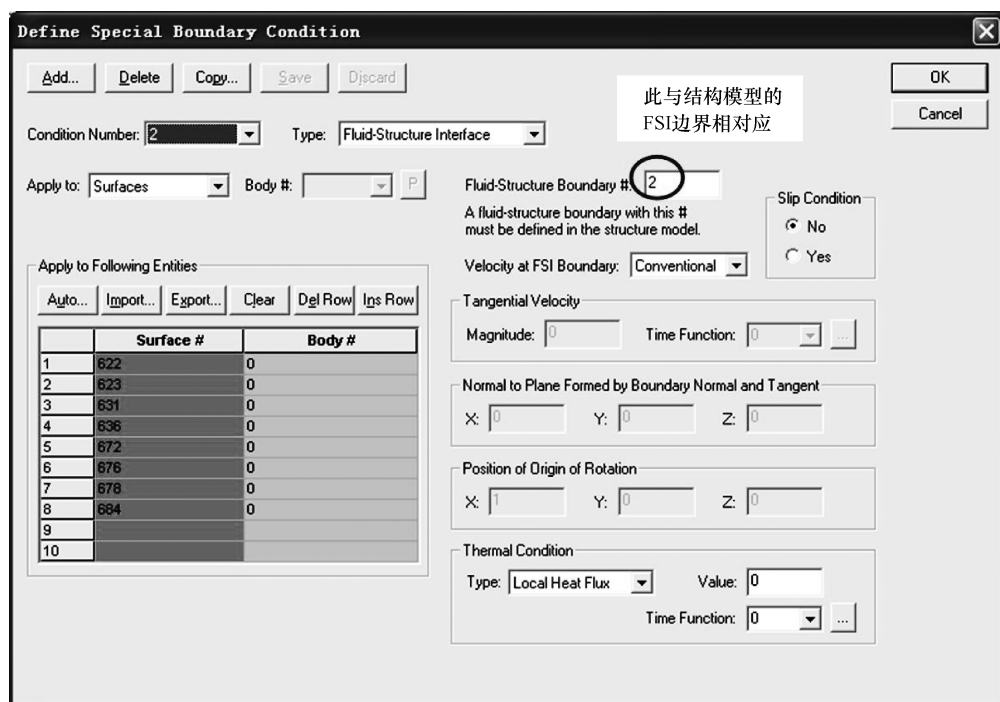 Define Special Boundary Condition
Add... Delete Copy... Save Discard OK
Cancel
此与结构模型的
FSI边界相对应
Condition Number: 2 Type: Fluid-Structure Interface
Apply to: Surfaces Body #: P
Fluid-Structure Boundary #: 2
A fluid-structure boundary with this #
must be defined in the structure model.
Slip Condition
No
Yes
Velocity at FSI Boundary: Conventional
Apply to Following Entities
Auto... Import... Export... Clear Del Row Ins Row
Surface # Body #
1 622 0
2 623 0
3 631 0
4 636 0
5 672 0
6 676 0
7 678 0
8 684 0
9
10
Tangential Velocity
Magnitude: 0 Time Function: 0 ...
Normal to Plane Formed by Boundary Normal and Tangent
X: 0 Y: 0 Z: 0
Position of Origin of Rotation
X: 1 Y: 0 Z: 0
Thermal Condition
Type: Local Heat Flux Value: 0
Time Function: 0 ...